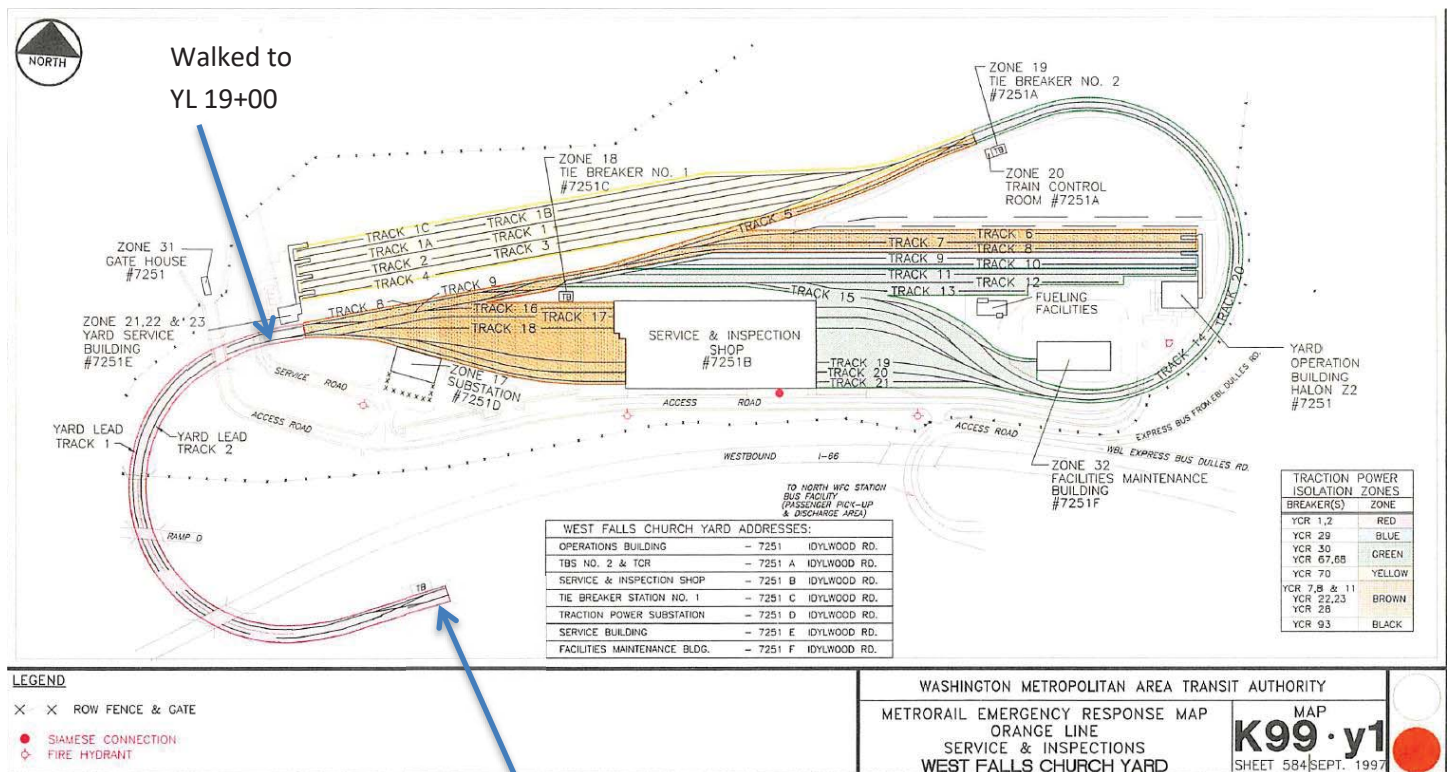 NORTH
Walked to
YL 19+00
ZONE 19
TIE BREAKER NO. 2
#7251A
ZONE 18
TIE BREAKER NO. 1
#7251C
TB
ZONE 20
TRAIN CONTROL
ROOM #7251A
TRACK 1C
TRACK 1B
TRACK 1A
TRACK 1
TRACK 2
TRACK 3
TRACK 4
TRACK 5
TRACK 6
TRACK 7
TRACK 8
TRACK 9
TRACK 10
TRACK 11
TRACK 12
TRACK 13
TRACK 15
ZONE 31
GATE HOUSE
#7251
TRACK 9
TRACK 8
TB
TRACK 16
TRACK 17
TRACK 18
FUELING
FACILITIES
TRACK 20
TRACK 14
ZONE 21,22 & 23
YARD SERVICE
BUILDING
#7251E
SERVICE & INSPECTION
SHOP
#7251B
TRACK 19
TRACK 20
TRACK 21
YARD
OPERATION
BUILDING
HALON Z2
#7251
ZONE 17
SUBSTATION
#7251D
SERVICE ROAD
ACCESS ROAD
ACCESS ROAD
ACCESS ROAD
YARD LEAD
TRACK 1
YARD LEAD
TRACK 2
EXPRESS BUS FROM EBL DULLES RD.
WBL EXPRESS BUS DULLES RD.
WESTBOUND I-66
ZONE 32
FACILITIES MAINTENANCE
BUILDING
#7251F
TO NORTH WFC STATION
BUS FACILITY
(PASSENGER PICK-UP
& DISCHARGE AREA)
RAMP D
TB
WEST FALLS CHURCH YARD ADDRESSES:
OPERATIONS BUILDING - 7251 IDYLWOOD RD.
TBS NO. 2 & TCR - 7251 A IDYLWOOD RD.
SERVICE & INSPECTION SHOP - 7251 B IDYLWOOD RD.
TIE BREAKER STATION NO. 1 - 7251 C IDYLWOOD RD.
TRACTION POWER SUBSTATION - 7251 D IDYLWOOD RD.
SERVICE BUILDING - 7251 E IDYLWOOD RD.
FACILITIES MAINTENANCE BLDG. - 7251 F IDYLWOOD RD.
TRACTION POWER
ISOLATION ZONES
BREAKER(S) ZONE
YCR 1,2 RED
YCR 29 BLUE
YCR 30
YCR 67,68 GREEN
YCR 70 YELLOW
YCR 7,8 & 11
YCR 22,23 BROWN
YCR 28
YCR 93 BLACK
LEGEND
X X ROW FENCE & GATE
SIAMESE CONNECTION
FIRE HYDRANT
WASHINGTON METROPOLITAN AREA TRANSIT AUTHORITY
METRORAIL EMERGENCY RESPONSE MAP
ORANGE LINE
SERVICE & INSPECTIONS
WEST FALLS CHURCH YARD
MAP
K99·y1
SHEET 584 SEPT. 1997